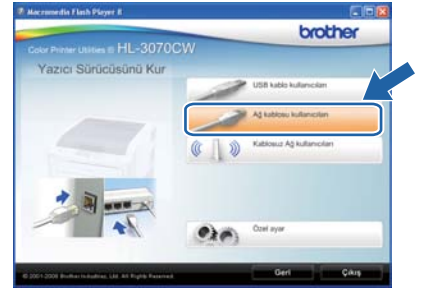 Macromedia Flash Player 8
brother
Color Printer Utilities © HL-3070CW
Yazıcı Sürücüsünü Kur
USB kablo kullanıcıları
Ağ kablosu kullanıcıları
Kablosuz Ağ kullanıcıları
Özel ayar
© 2001-2008 Brother Industries, Ltd. All Rights Reserved.
Geri
Çıkış